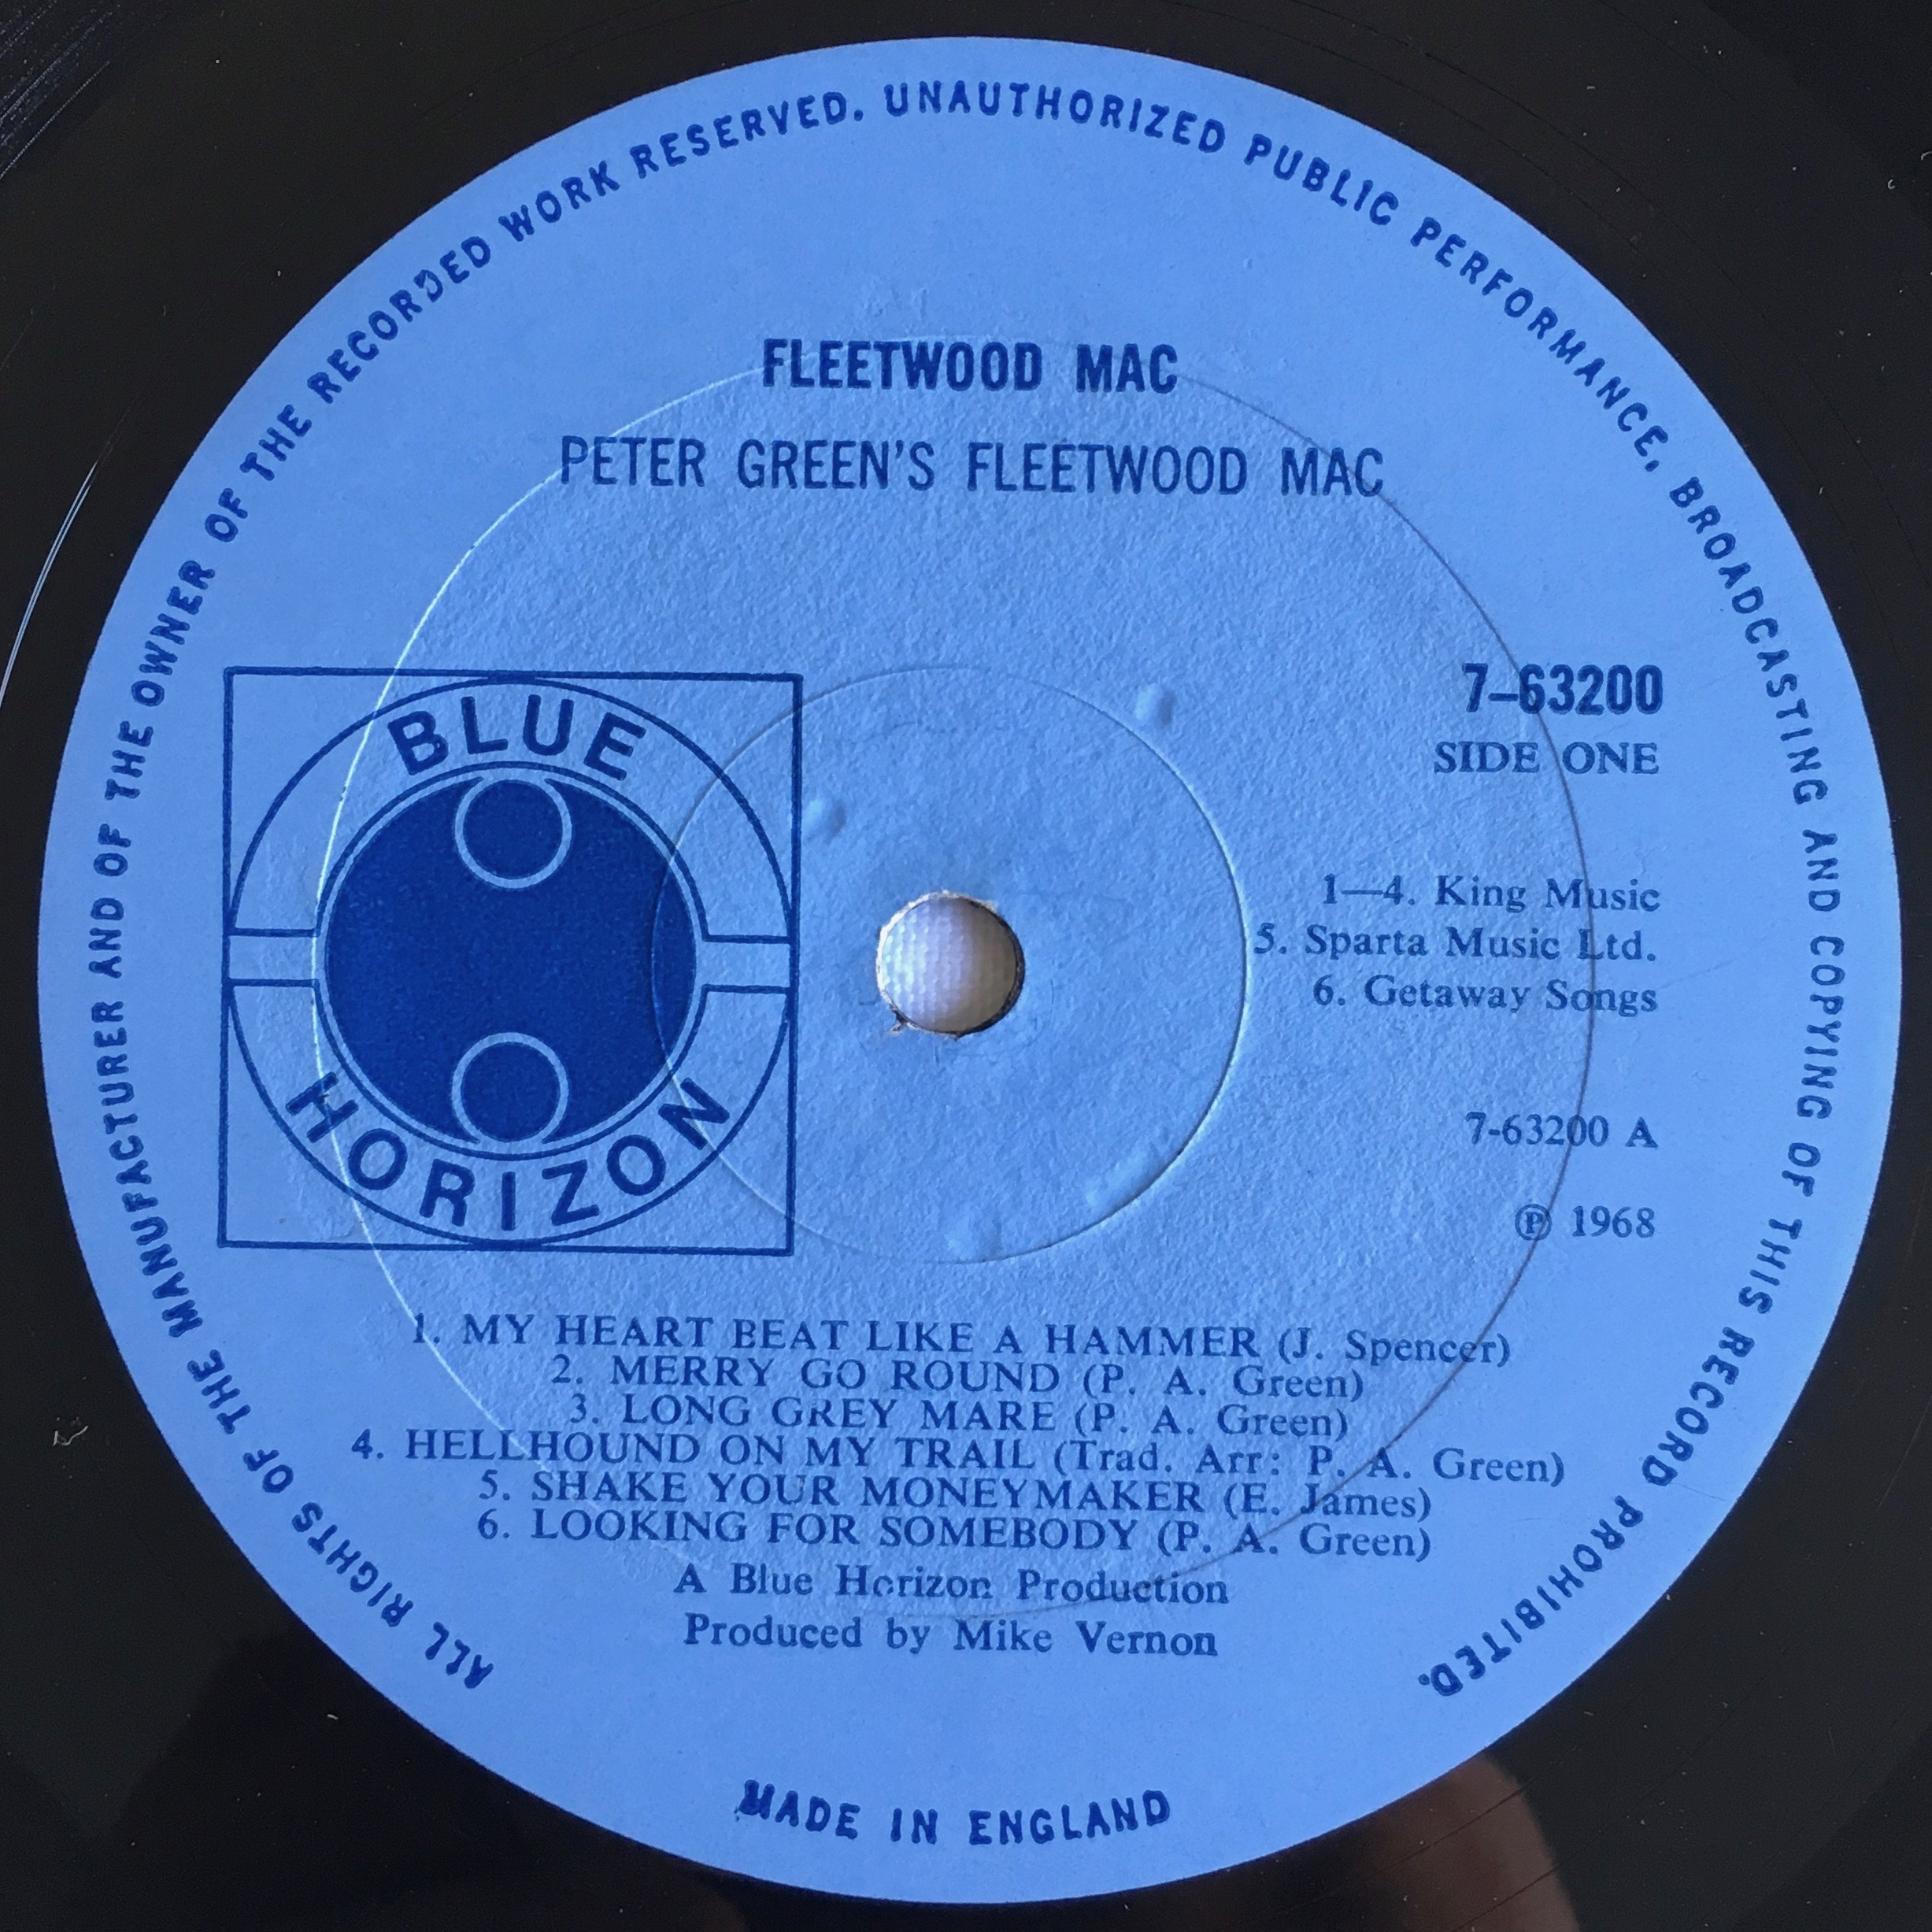 ALL RIGHTS OF THE MANUFACTURER AND OF THE OWNER OF THE RECORDED WORK RESERVED. UNAUTHORIZED PUBLIC PERFORMANCE, BROADCASTING AND COPYING OF THIS RECORD PROHIBITED.
FLEETWOOD MAC
PETER GREEN'S FLEETWOOD MAC
BLUE
HORIZON
7–63200
SIDE ONE
1—4. King Music
5. Sparta Music Ltd.
6. Getaway Songs
7-63200 A
℗ 1968
1. MY HEART BEAT LIKE A HAMMER (J. Spencer)
2. MERRY GO ROUND (P. A. Green)
3. LONG GREY MARE (P. A. Green)
4. HELLHOUND ON MY TRAIL (Trad. Arr: P. A. Green)
5. SHAKE YOUR MONEYMAKER (E. James)
6. LOOKING FOR SOMEBODY (P. A. Green)
A Blue Horizon Production
Produced by Mike Vernon
MADE IN ENGLAND